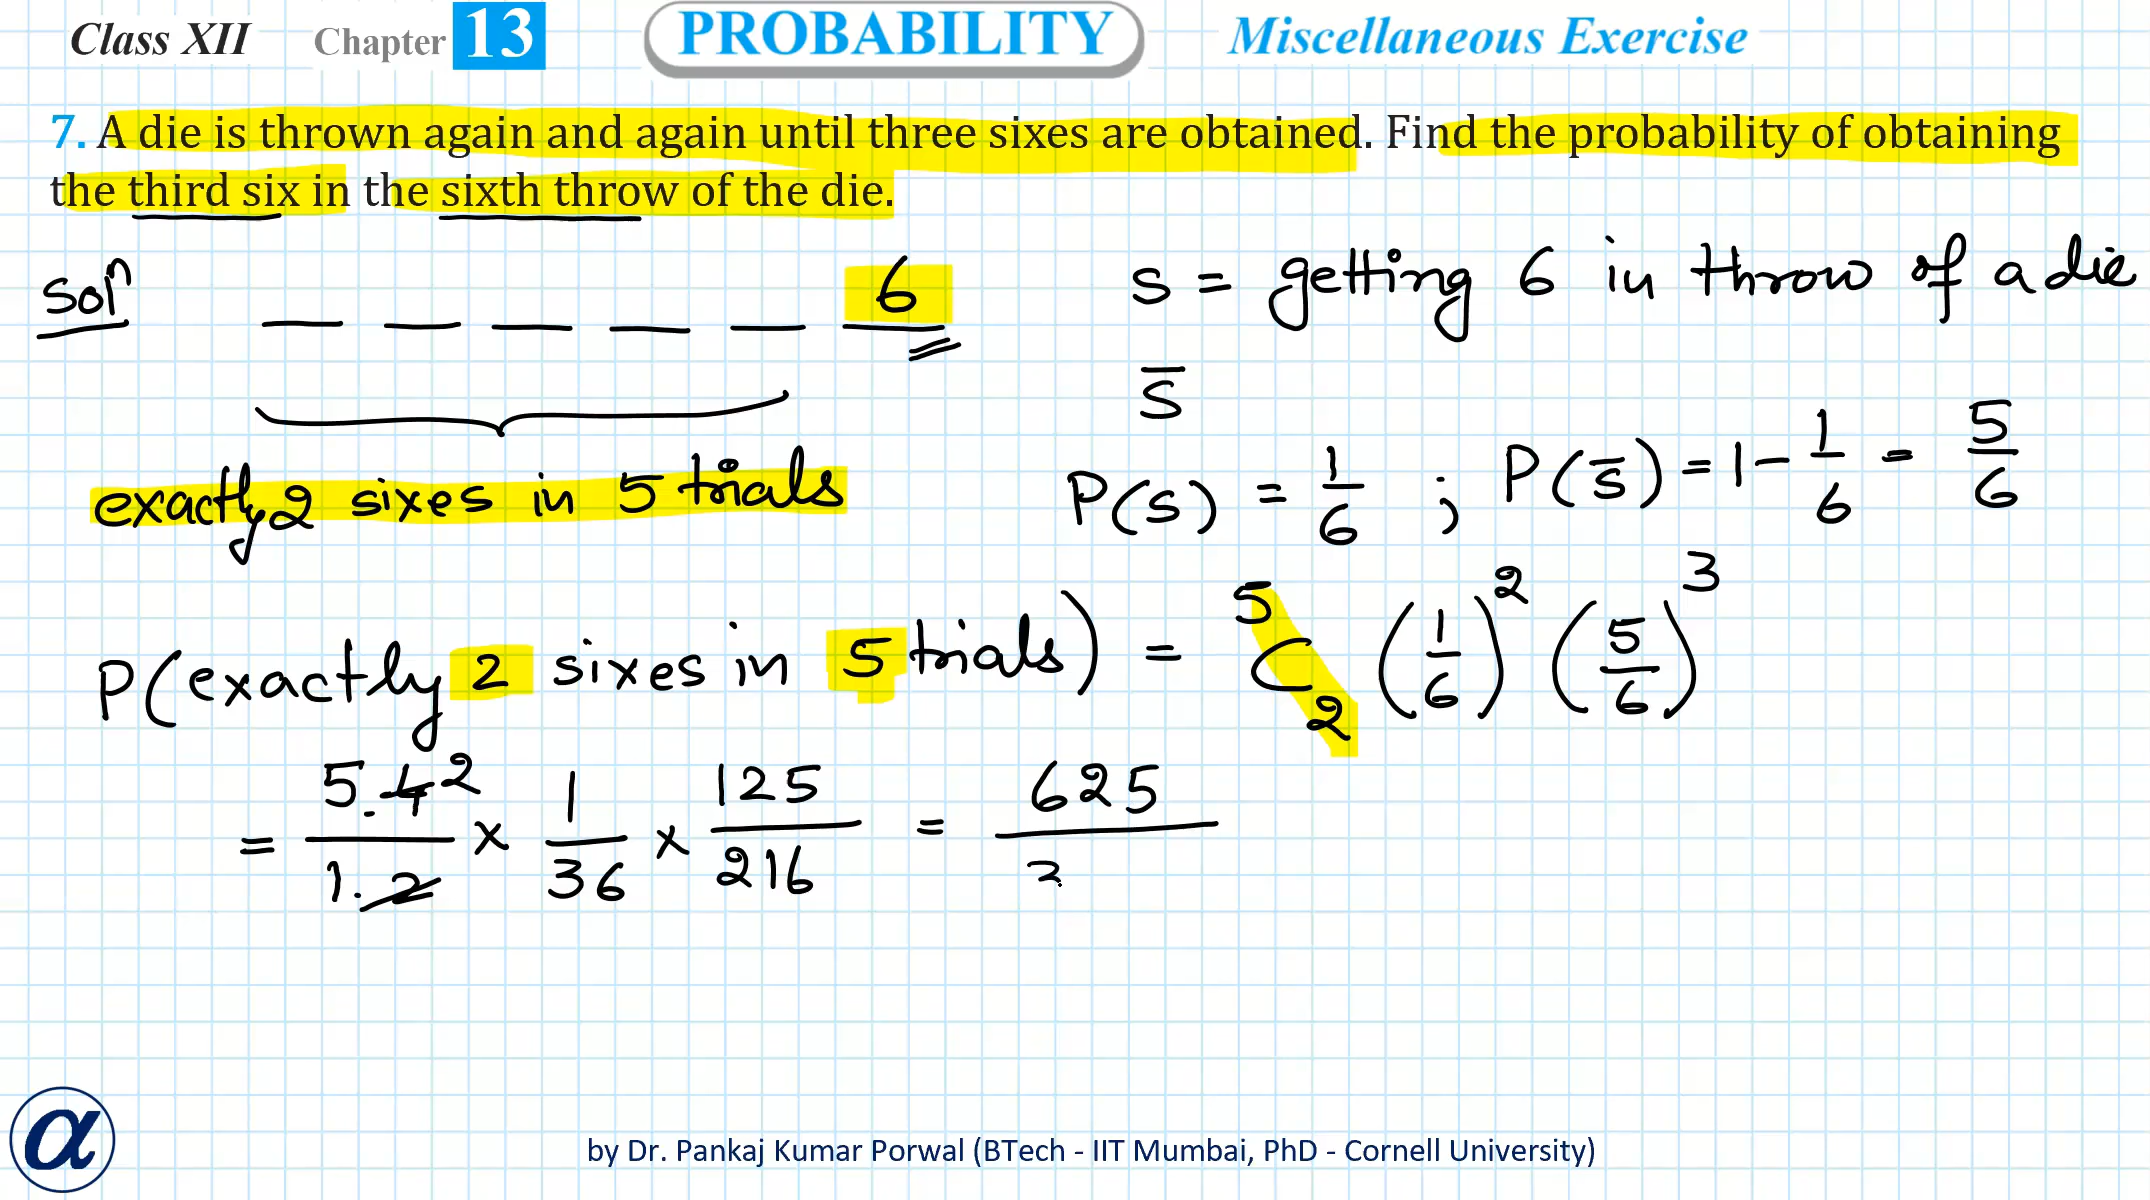 Class XII Chapter 13 PROBABILITY Miscellaneous Exercise
7. A die is thrown again and again until three sixes are obtained. Find the probability of obtaining
the third six in the sixth throw of the die.
Solⁿ _ _ _ _ _ 6
s = getting 6 in throw of a die
s̅
exactly 2 sixes in 5 trials
P(s) = 1/6 ; P(s̅) = 1 - 1/6 = 5/6
P(exactly 2 sixes in 5 trials) = ⁵C₂ (1/6)² (5/6)³
= 5.4 2/1.2 × 1/36 × 125/216 = 625/3
α
by Dr. Pankaj Kumar Porwal (BTech - IIT Mumbai, PhD - Cornell University)